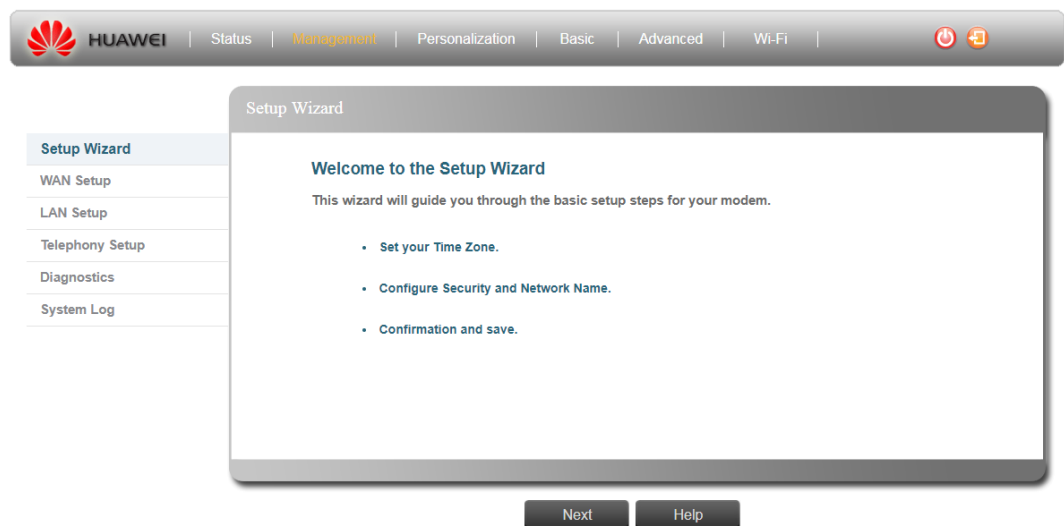 HUAWEI | Status | Management | Personalization | Basic | Advanced | Wi-Fi |
Setup Wizard
Setup Wizard
WAN Setup
LAN Setup
Telephony Setup
Diagnostics
System Log
Welcome to the Setup Wizard
This wizard will guide you through the basic setup steps for your modem.
• Set your Time Zone.
• Configure Security and Network Name.
• Confirmation and save.
Next Help